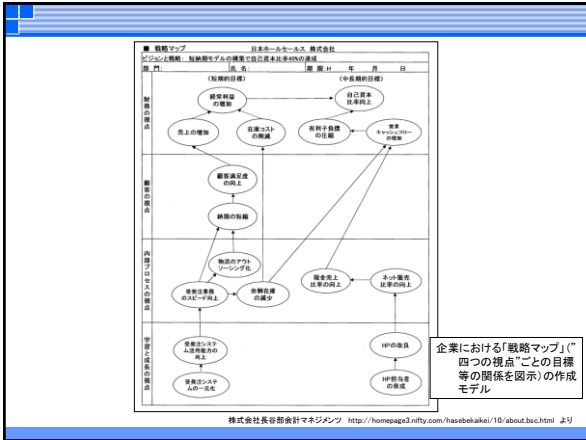 ■ 戦略マップ 日本ホールセールス 株式会社
ビジョンと戦略: 短納期モデルの構築で自己資本比率40%の達成
部 門: 氏 名: 期 限:H 年 月 日
(短期的目標) (中長期的目標)
財務の視点
経常利益
の増加
自己資本
比率向上
売上の増加
在庫コスト
の削減
有利子負債
の圧縮
営業
キャッシュフロー
の増加
顧客の視点
顧客満足度
の向上
納期の短縮
内部プロセスの視点
物流のアウト
ソーシング化
受発注業務
のスピード向上
余剰在庫
の減少
現金売上
比率の向上
ネット販売
比率の向上
学習と成長の視点
受発注システ
ム活用能力の
向上
HPの改良
受発注システ
ムの一元化
HP担当者
の育成
企業における「戦略マップ」("
四つの視点"ごとの目標
等の関係を図示)の作成
モデル
株式会社長谷部会計マネジメンツ http://homepage3.nifty.com/hasebekaikei/10/about.bsc.html より